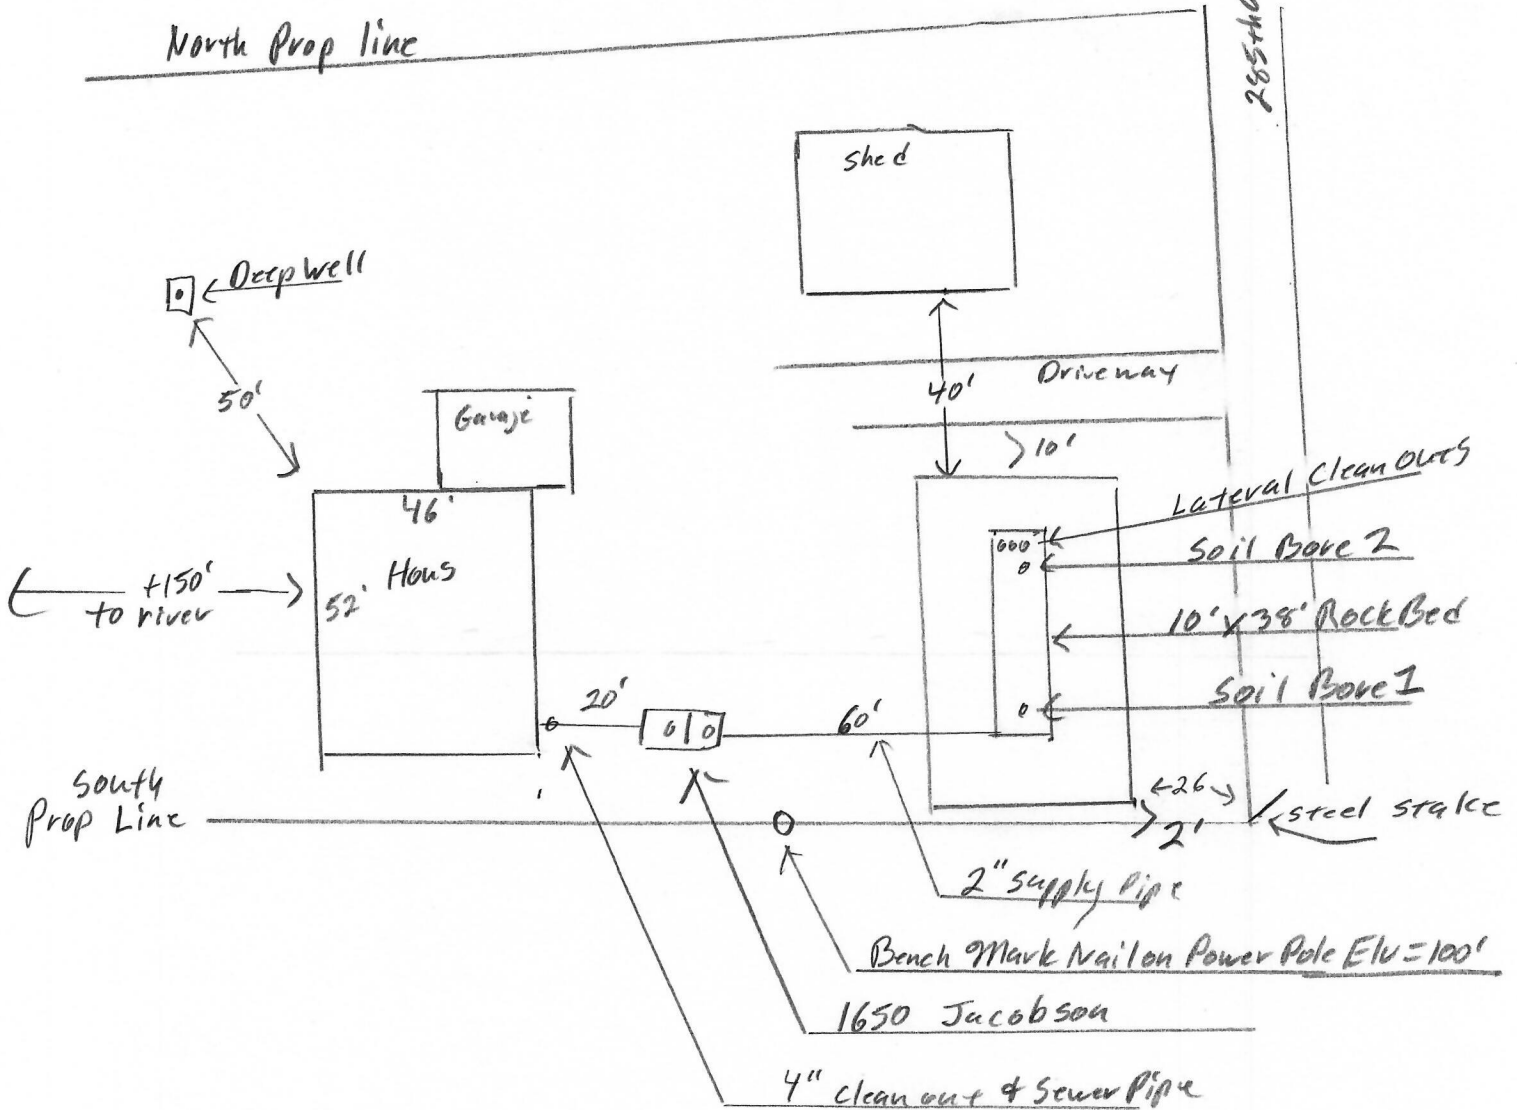 North Prop line
285th
shed
Deep Well
50'
Driveway
40'
Garage
>10'
Lateral Clean outs
46'
000
Soil Bore 2
+150'
to river
Hous
52'
10' x 38' Rock Bed
20'
Soil Bore 1
60'
South
Prop Line
26
steel stake
2'
2" supply Pipe
Bench Mark Nail on Power Pole Elv = 100'
1650 Jacobson
4" clean out & Sewer Pipe